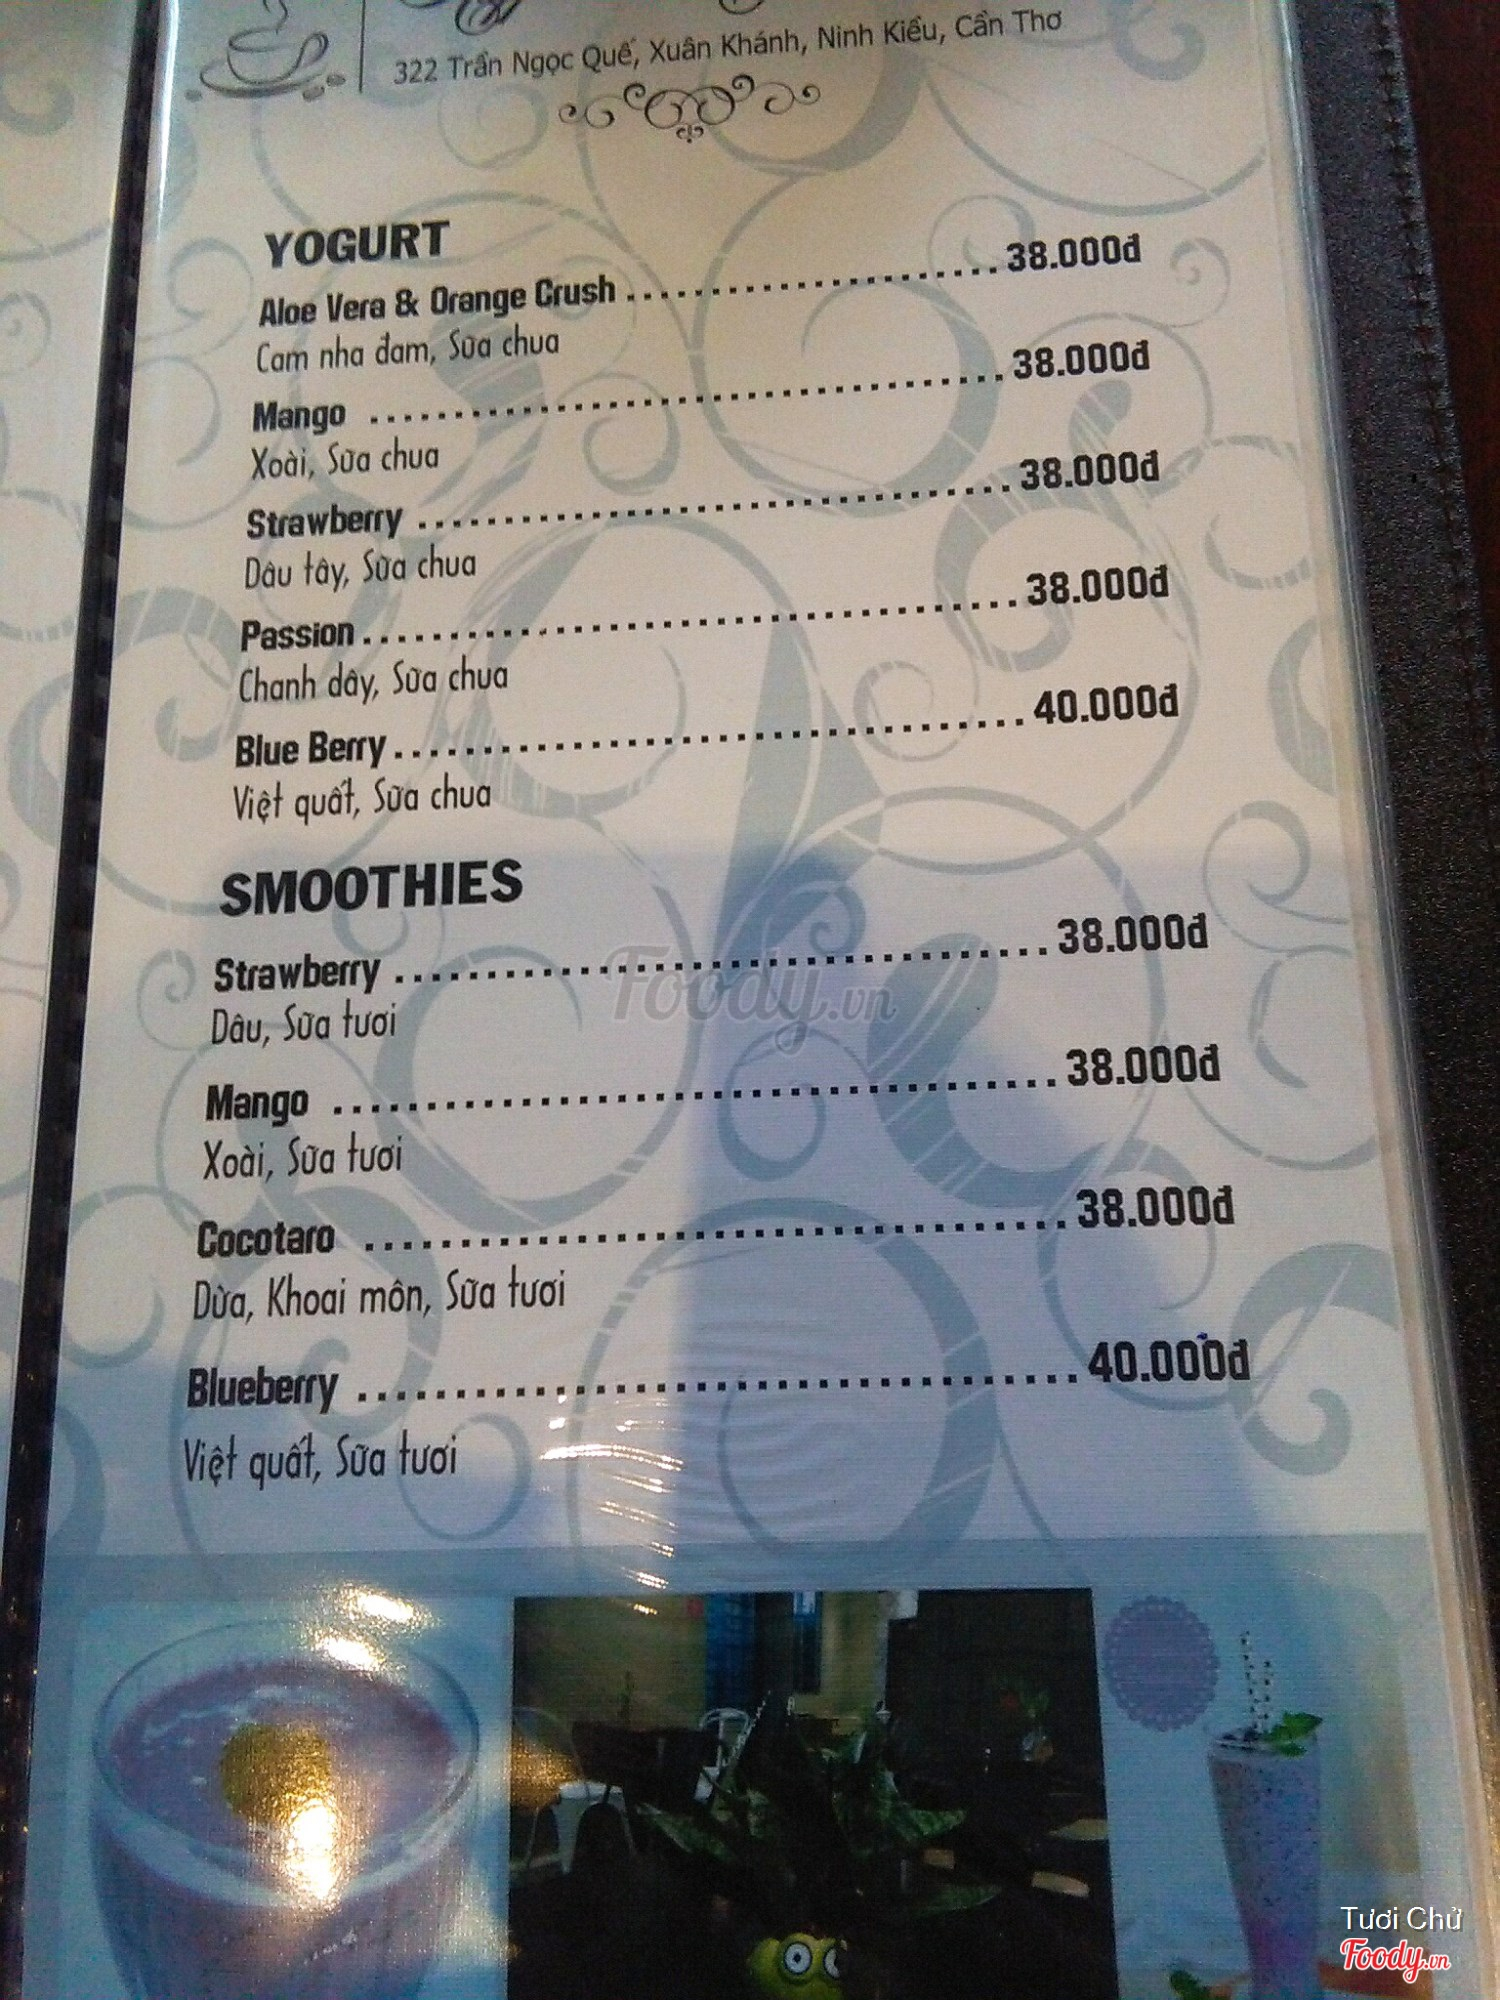 322 Trần Ngọc Quế, Xuân Khánh, Ninh Kiều, Cần Thơ
YOGURT
Aloe Vera & Orange Crush ........................ 38.000đ
Cam nha đam, Sữa chua
Mango ........................ 38.000đ
Xoài, Sữa chua
Strawberry ........................ 38.000đ
Dâu tây, Sữa chua
Passion ........................ 38.000đ
Chanh dây, Sữa chua
Blue Berry ........................ 40.000đ
Việt quất, Sữa chua
SMOOTHIES
Strawberry ........................ 38.000đ
Dâu, Sữa tươi
Mango ........................ 38.000đ
Xoài, Sữa tươi
Cocotaro ........................ 38.000đ
Dừa, Khoai môn, Sữa tươi
Blueberry ........................ 40.000đ
Việt quất, Sữa tươi
Foody.vn
Tươi Chử
Foody.vn